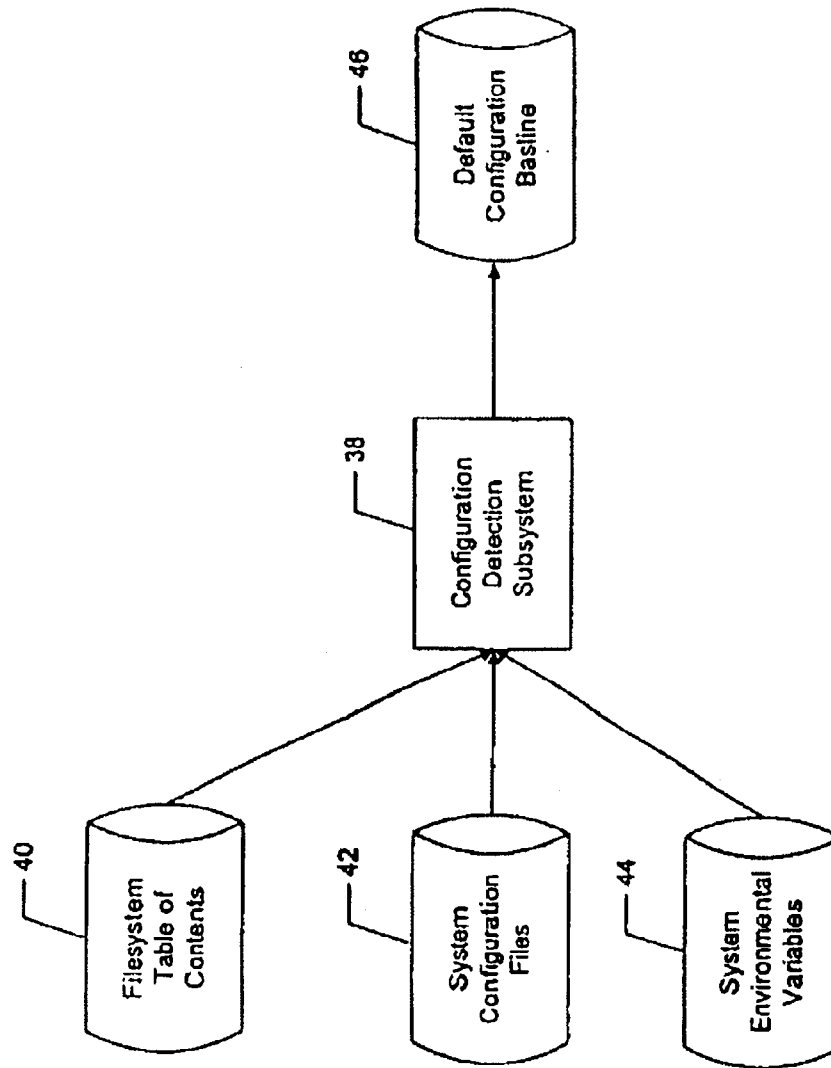 40
Filesystem
Table of
Contents
42
System
Configuration
Files
44
System
Environmental
Variables
38
Configuration
Detection
Subsystem
46
Default
Configuration
Basline